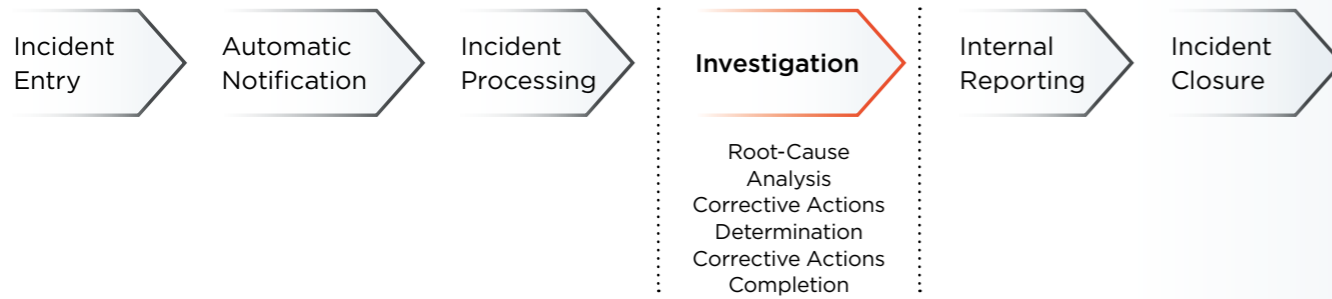 Incident
Entry
Automatic
Notification
Incident
Processing
Investigation
Root-Cause
Analysis
Corrective Actions
Determination
Corrective Actions
Completion
Internal
Reporting
Incident
Closure